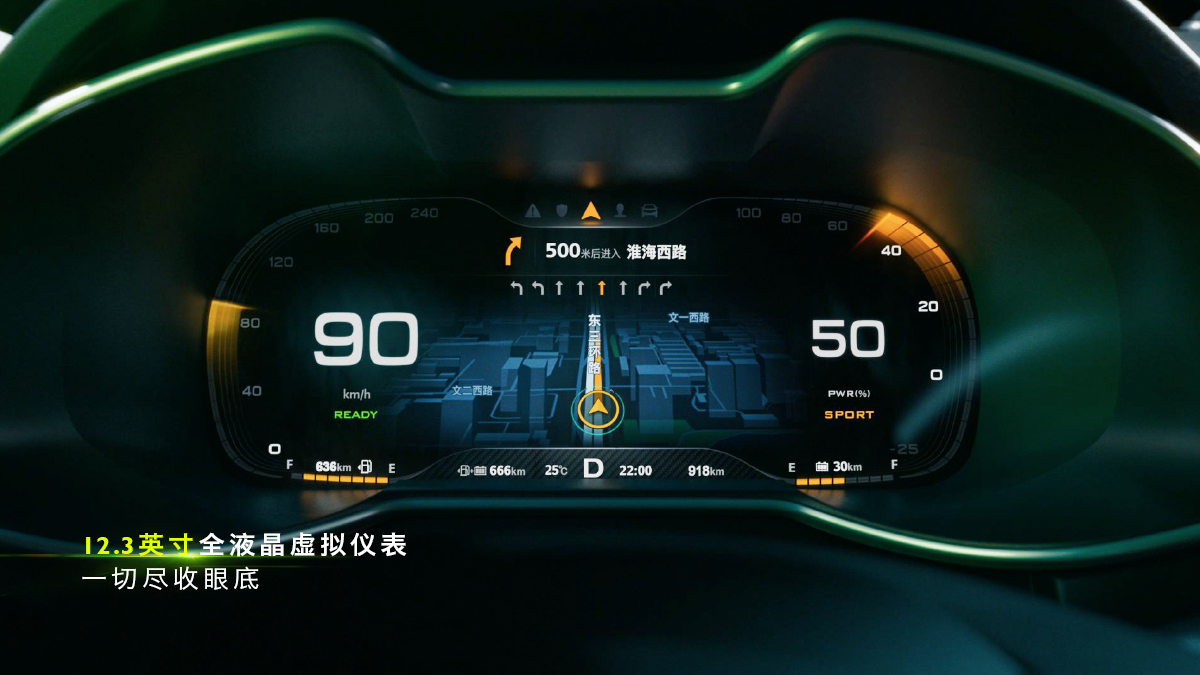 240
200
160
120
80
40
0
100
80
60
40
20
0
-25
500米后进入 淮海西路
东三环路
文一西路
文二西路
90
km/h
READY
50
PWR(%)
SPORT
F 636km E
666km 25℃ D 22:00 918km
E 30km F
12.3英寸全液晶虚拟仪表
一切尽收眼底